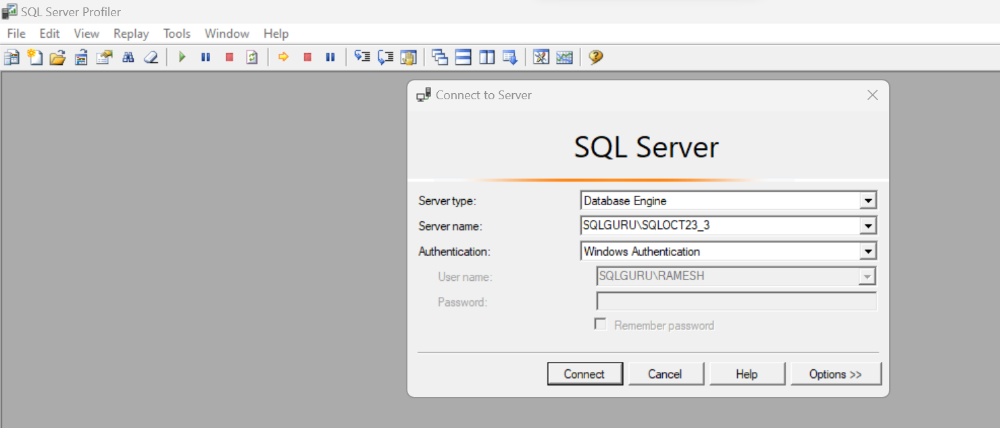 SQL Server Profiler
File Edit View Replay Tools Window Help
Connect to Server
SQL Server
Server type: Database Engine
Server name: SQLGURU\SQLOCT23_3
Authentication: Windows Authentication
User name: SQLGURU\RAMESH
Password:
Remember password
Connect Cancel Help Options >>